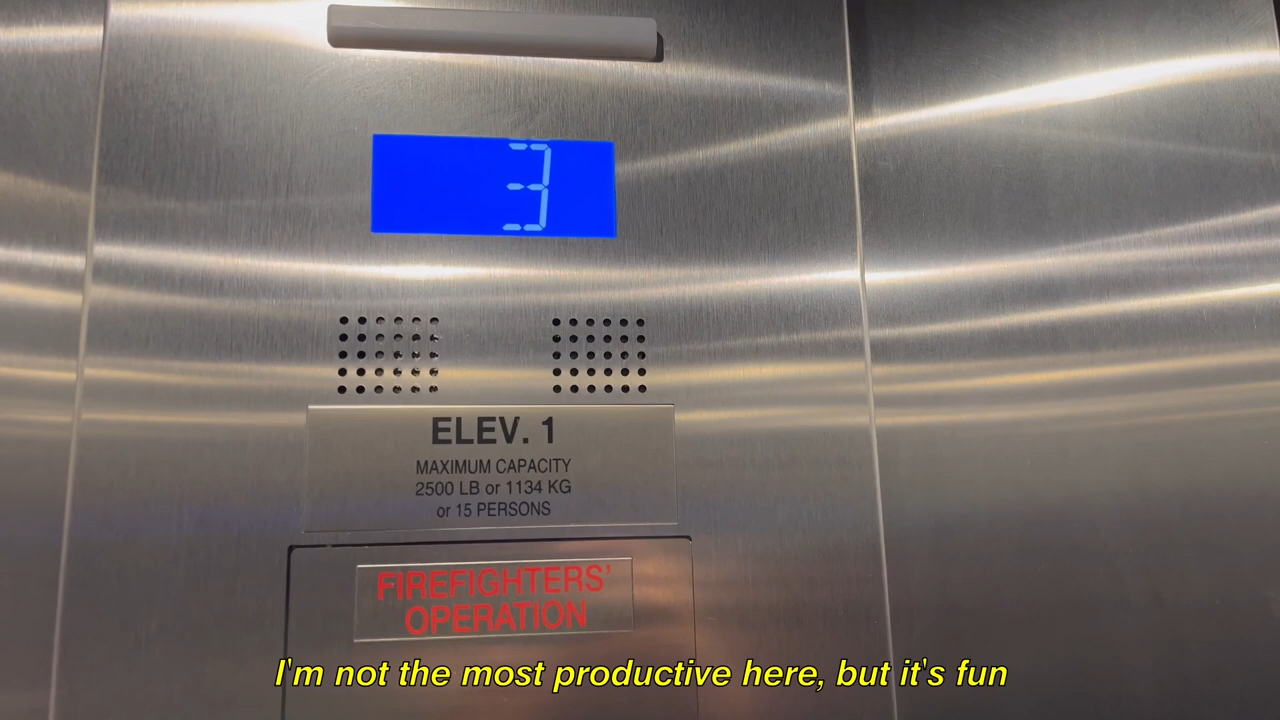 3
ELEV. 1
MAXIMUM CAPACITY
2500 LB or 1134 KG
or 15 PERSONS
FIREFIGHTERS'
OPERATION
I'm not the most productive here, but it's fun